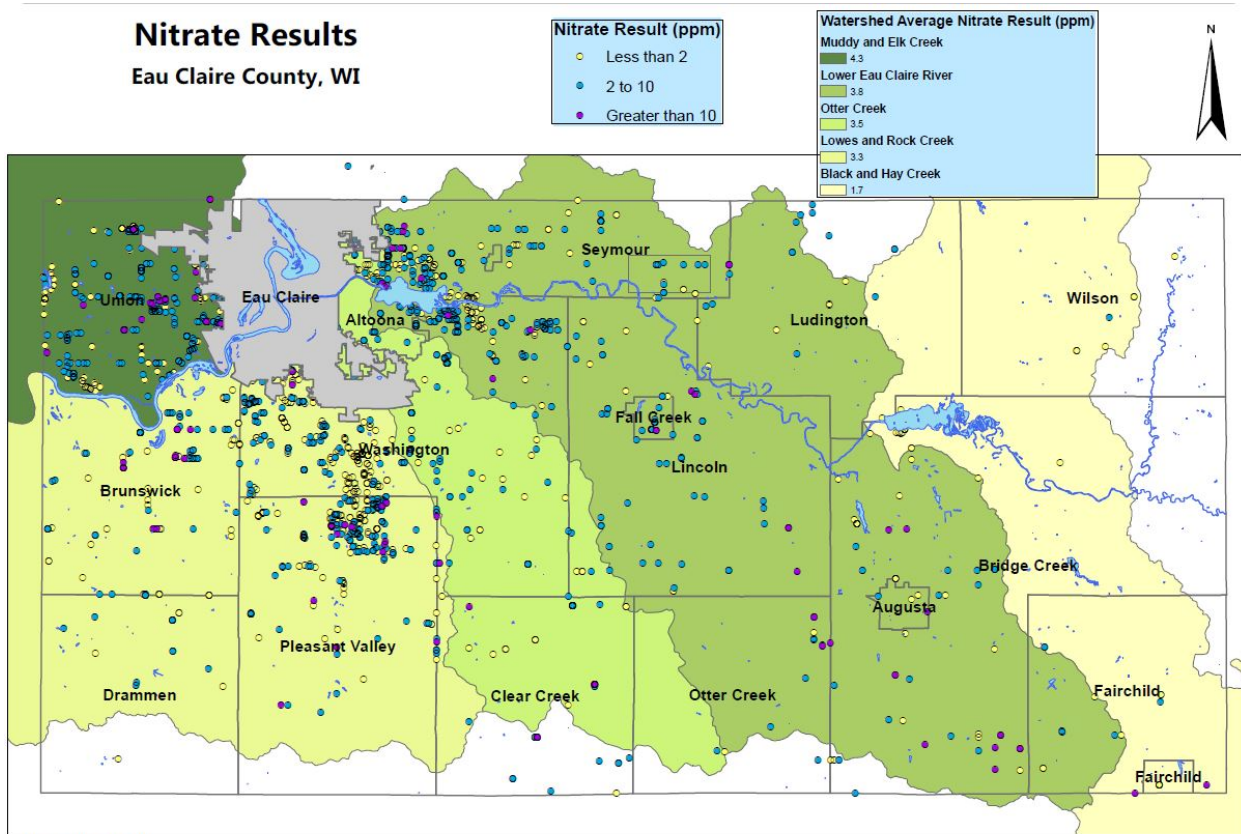 Nitrate Results
Eau Claire County, WI
Nitrate Result (ppm)
Less than 2
2 to 10
Greater than 10
Watershed Average Nitrate Result (ppm)
Muddy and Elk Creek
4.3
Lower Eau Claire River
3.8
Otter Creek
3.5
Lowes and Rock Creek
3.3
Black and Hay Creek
1.7
N
Seymour
Union
Eau Claire
Wilson
Altoona
Ludington
Fall Creek
Washington
Lincoln
Brunswick
Bridge Creek
Augusta
Pleasant Valley
Drammen
Clear Creek
Otter Creek
Fairchild
Fairchild